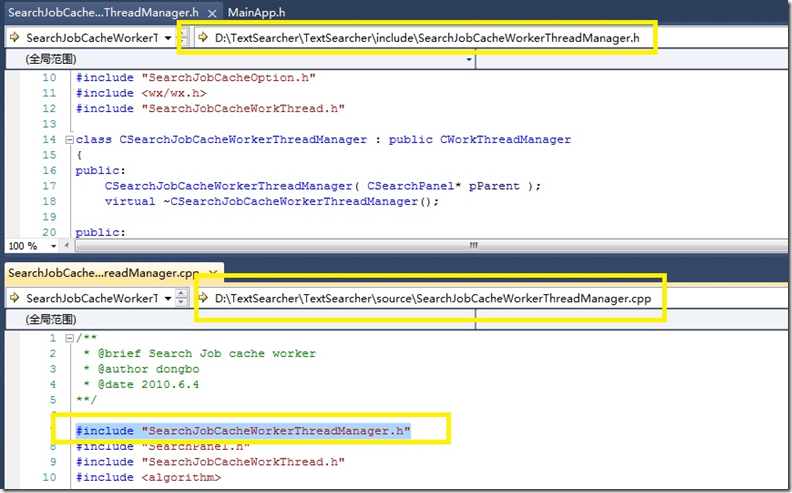 SearchJobCache...ThreadManager.h MainApp.h
SearchJobCacheWorkerT D:\TextSearcher\TextSearcher\include\SearchJobCacheWorkerThreadManager.h
(全局范围)
10 #include "SearchJobCacheOption.h"
11 #include <wx/wx.h>
12 #include "SearchJobCacheWorkThread.h"
13
14 class CSearchJobCacheWorkerThreadManager : public CWorkThreadManager
15 {
16 public:
17 CSearchJobCacheWorkerThreadManager( CSearchPanel* pParent );
18 virtual ~CSearchJobCacheWorkerThreadManager();
19
20 public:
100 %
SearchJobCache...readManager.cpp
SearchJobCacheWorkerT D:\TextSearcher\TextSearcher\source\SearchJobCacheWorkerThreadManager.cpp
(全局范围)
1 /**
2 * @brief Search Job cache worker
3 * @author dongbo
4 * @date 2010.6.4
5 **/
7 #include "SearchJobCacheWorkerThreadManager.h"
8 #include "SearchPanel.h"
9 #include "SearchJobCacheWorkThread.h"
10 #include <algorithm>